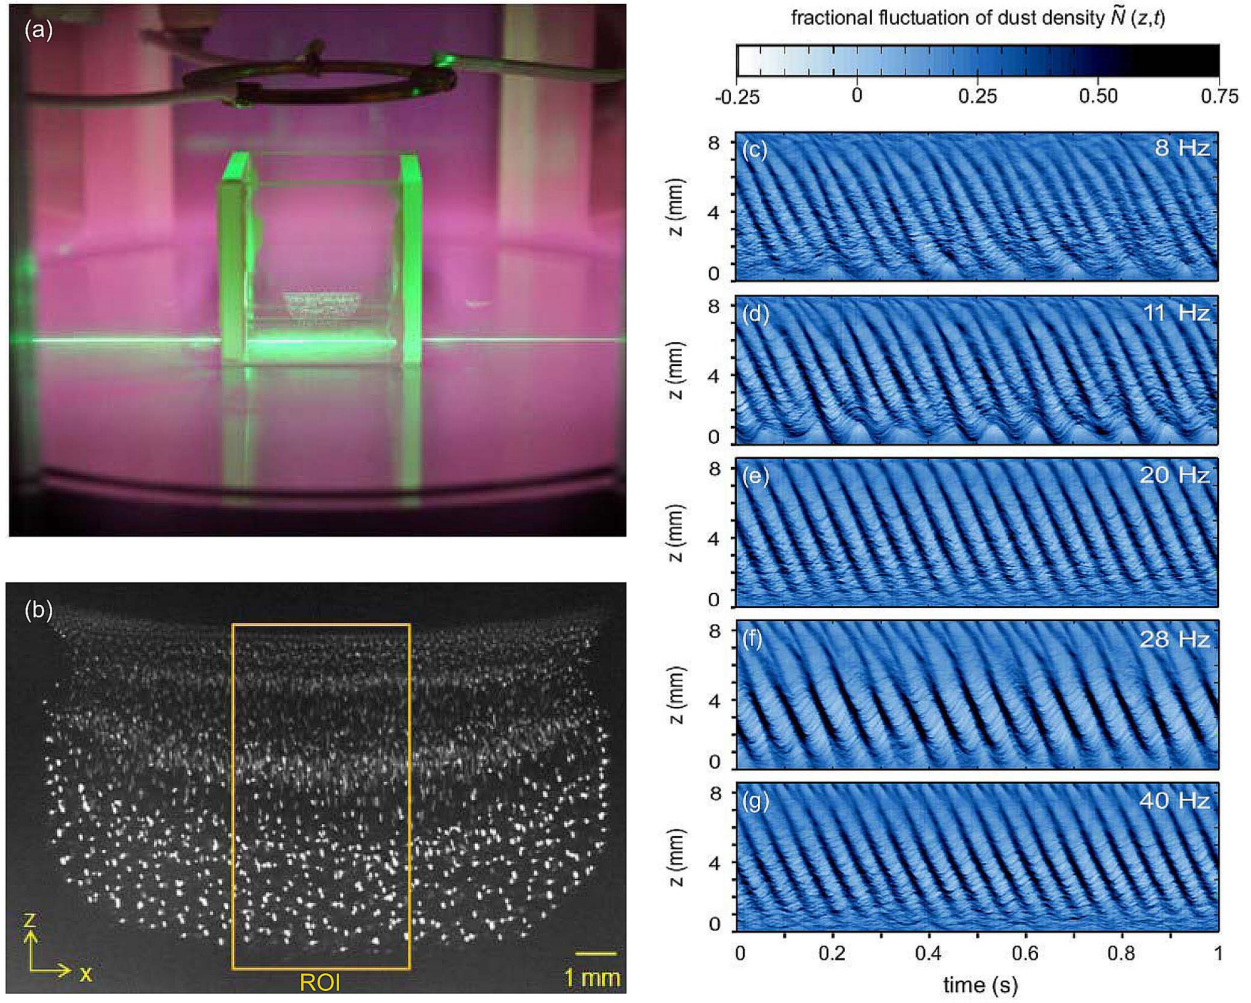 (a)
(b)
z
x
ROI
1 mm
fractional fluctuation of dust density Ñ (z,t)
-0.25 0 0.25 0.50 0.75
(c) 8 Hz
z (mm)
8
4
0
(d) 11 Hz
z (mm)
8
4
0
(e) 20 Hz
z (mm)
8
4
0
(f) 28 Hz
z (mm)
8
4
0
(g) 40 Hz
z (mm)
8
4
0
0 0.2 0.4 0.6 0.8 1
time (s)